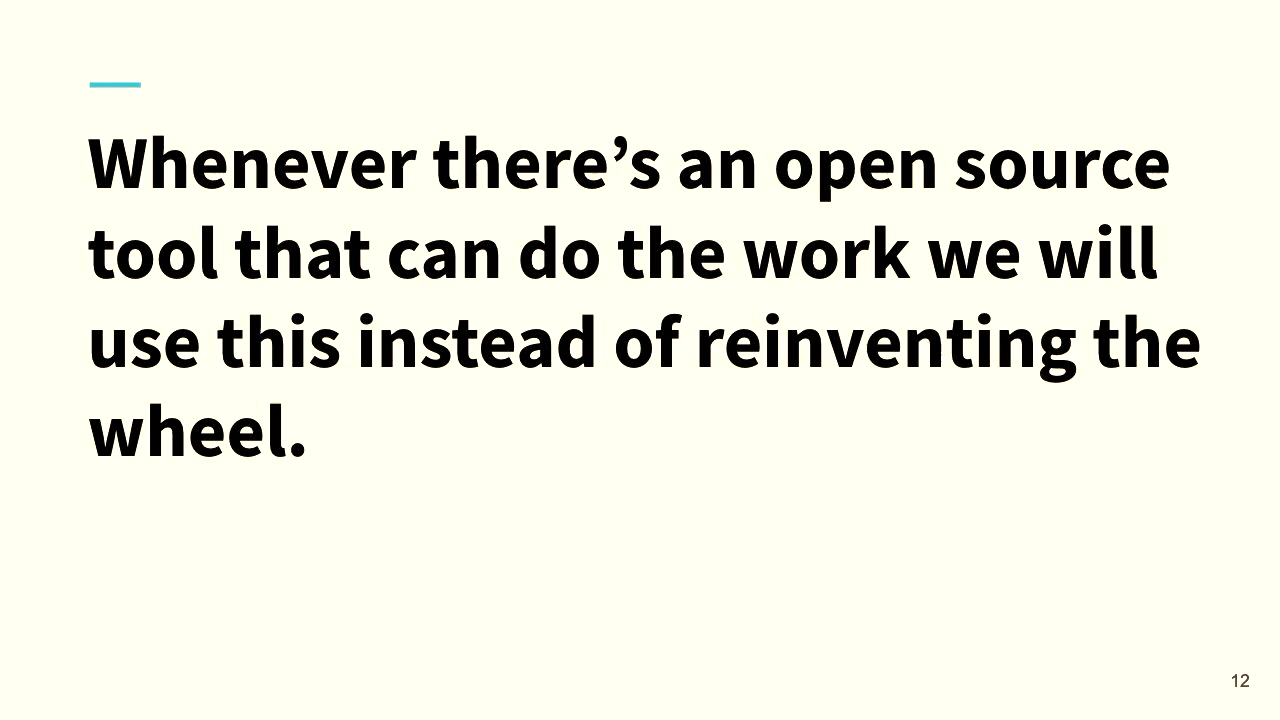 Whenever there’s an open source
tool that can do the work we will
use this instead of reinventing the
wheel.
12